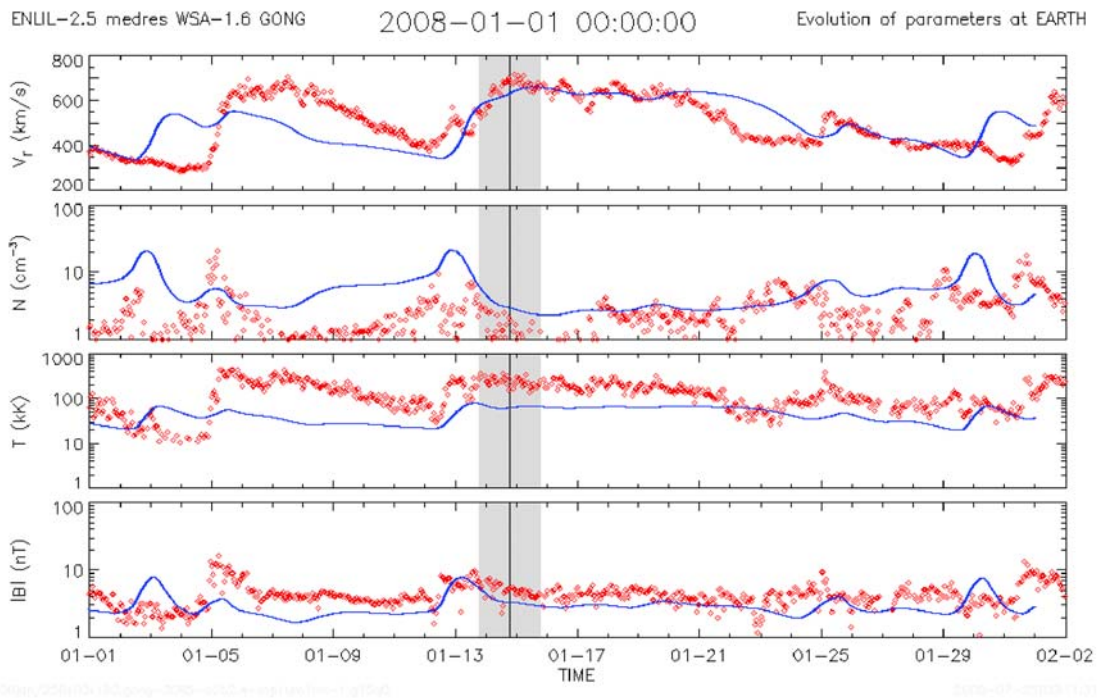 ENLIL-2.5 medres WSA-1.6 GONG 2008-01-01 00:00:00 Evolution of parameters at EARTH
800
600
400
200
Vr (km/s)
100
10
1
N (cm-3)
1000
100
10
1
T (kK)
100
10
1
|B| (nT)
01-01 01-05 01-09 01-13 01-17 01-21 01-25 01-29 02-02
TIME